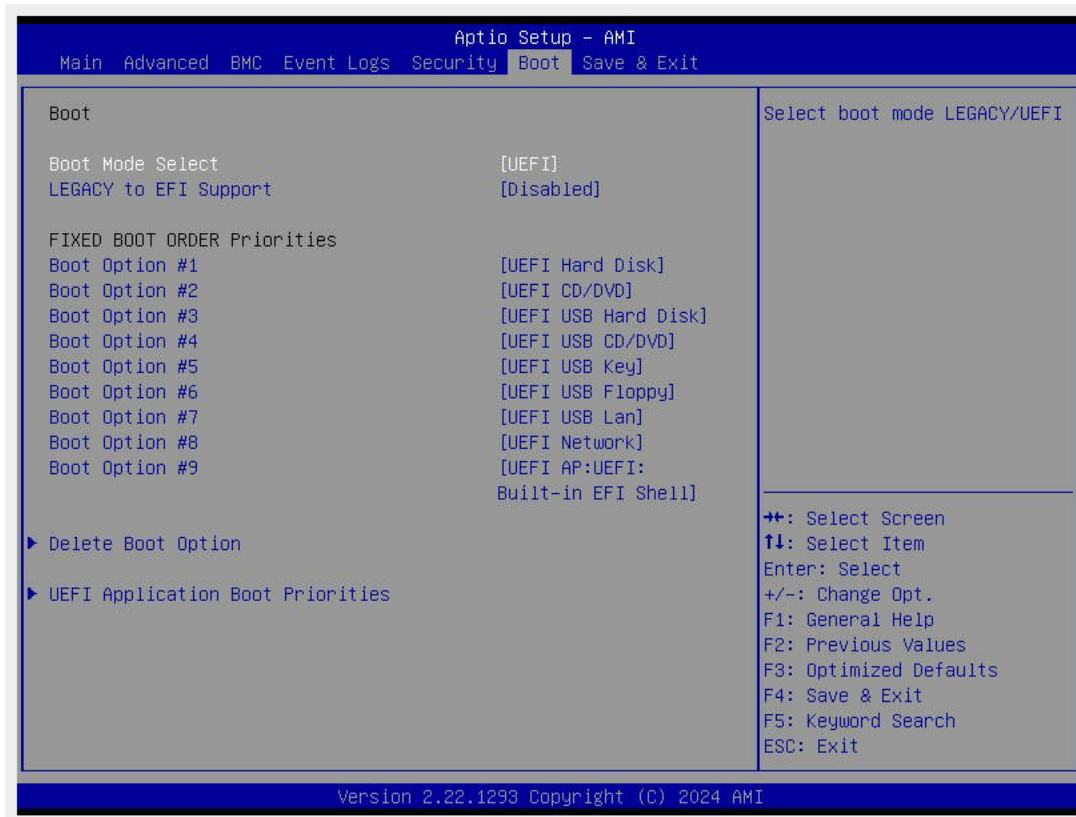 Aptio Setup – AMI
Main Advanced BMC Event Logs Security Boot Save & Exit
Boot
Boot Mode Select [UEFI]
LEGACY to EFI Support [Disabled]
FIXED BOOT ORDER Priorities
Boot Option #1 [UEFI Hard Disk]
Boot Option #2 [UEFI CD/DVD]
Boot Option #3 [UEFI USB Hard Disk]
Boot Option #4 [UEFI USB CD/DVD]
Boot Option #5 [UEFI USB Key]
Boot Option #6 [UEFI USB Floppy]
Boot Option #7 [UEFI USB Lan]
Boot Option #8 [UEFI Network]
Boot Option #9 [UEFI AP:UEFI:
Built-in EFI Shell]
▶ Delete Boot Option
▶ UEFI Application Boot Priorities
Select boot mode LEGACY/UEFI
→←: Select Screen
↑↓: Select Item
Enter: Select
+/-: Change Opt.
F1: General Help
F2: Previous Values
F3: Optimized Defaults
F4: Save & Exit
F5: Keyword Search
ESC: Exit
Version 2.22.1293 Copyright (C) 2024 AMI